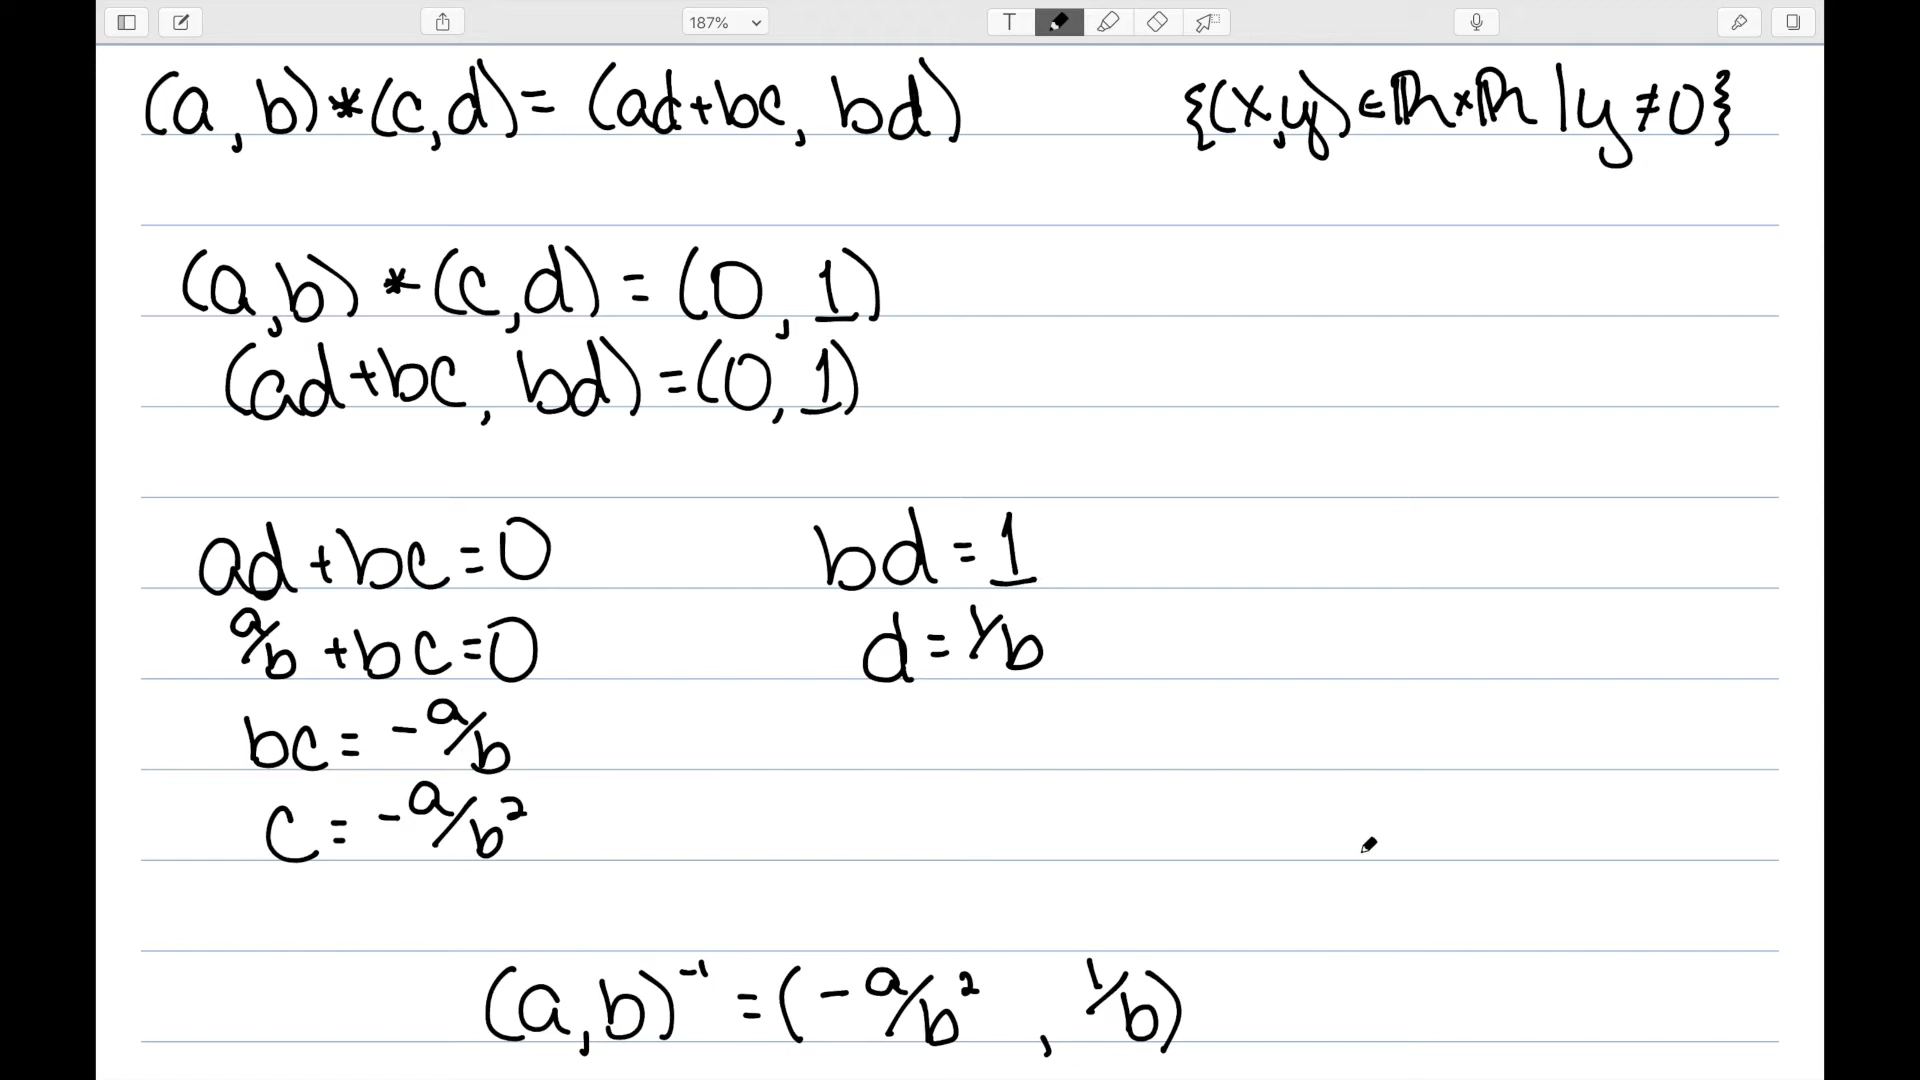 187%
T
(a, b)*(c,d)= (ad+bc, bd) {(x,y)∈ℝ×ℝ|y≠0}
(a,b) * (c,d) = (0, 1)
(ad+bc, bd) = (0, 1)
ad+bc=0 bd=1
a/b +bc=0 d=1/b
bc= -a/b
c= -a/b²
(a,b)⁻¹ = (-a/b², 1/b)